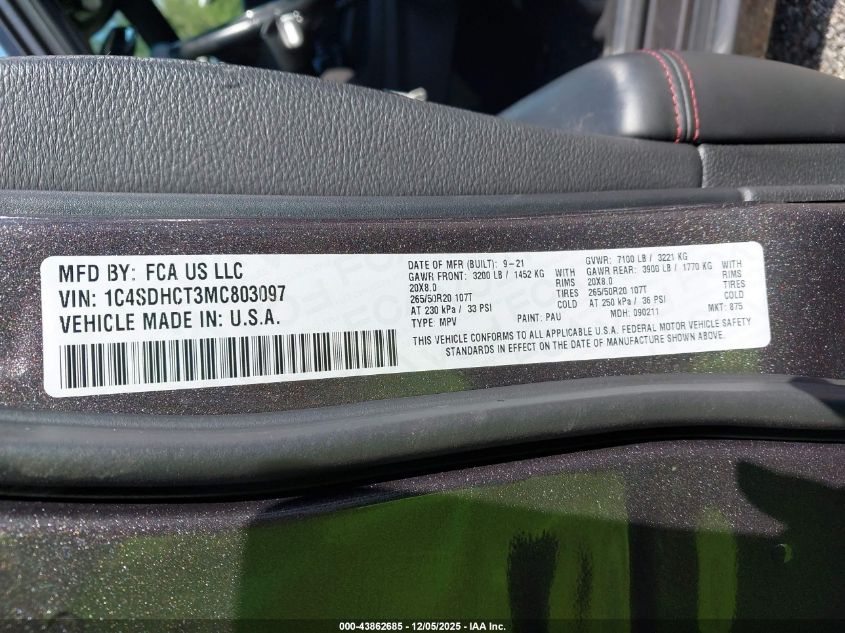 MFD BY: FCA US LLC
VIN: 1C4SDHCT3MC803097
VEHICLE MADE IN: U.S.A.
DATE OF MFR (BUILT): 9-21
GVWR: 7100 LB / 3221 KG
GAWR FRONT: 3200 LB / 1452 KG WITH
GAWR REAR: 3900 LB / 1770 KG WITH
20X8.0 RIMS
20X8.0 RIMS
265/50R20 107T
265/50R20 107T
AT 230 kPa / 33 PSI COLD
AT 250 kPa / 36 PSI COLD
TYPE: MPV PAINT: PAU MDH: 090211 MKT: 875
THIS VEHICLE CONFORMS TO ALL APPLICABLE U.S.A. FEDERAL MOTOR VEHICLE SAFETY
STANDARDS IN EFFECT ON THE DATE OF MANUFACTURE SHOWN ABOVE.
000-43862685 - 12/05/2025 - IAA Inc.